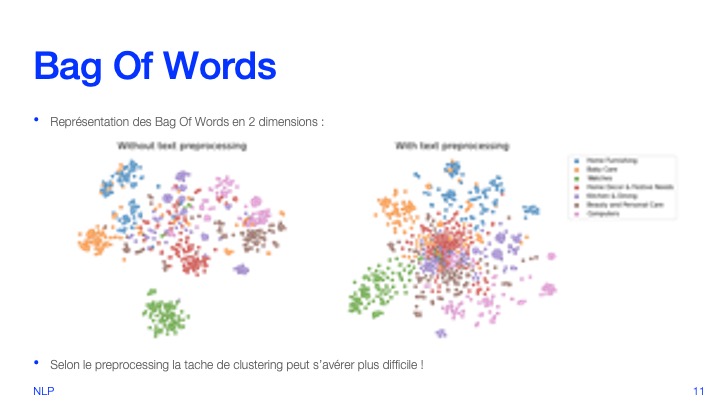 Bag Of Words
• Représentation des Bag Of Words en 2 dimensions :
Without text preprocessing
With text preprocessing
Home Furnishing
Baby Care
Watches
Home Decor & Festive Needs
Kitchen & Dining
Beauty and Personal Care
Computers
• Selon le preprocessing la tache de clustering peut s'avérer plus difficile !
NLP
11